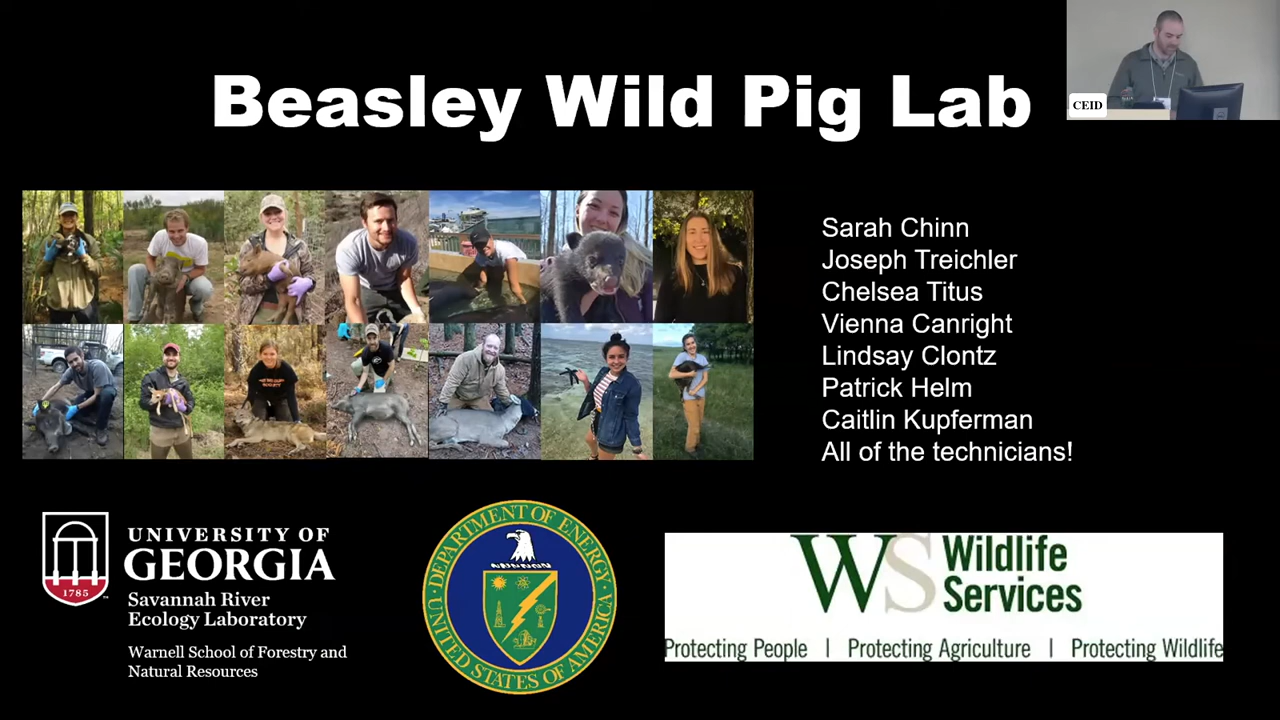 Beasley Wild Pig Lab
CEID
Sarah Chinn
Joseph Treichler
Chelsea Titus
Vienna Canright
Lindsay Clontz
Patrick Helm
Caitlin Kupferman
All of the technicians!
UNIVERSITY OF
GEORGIA
1785
Savannah River
Ecology Laboratory
Warnell School of Forestry and
Natural Resources
DEPARTMENT OF ENERGY
UNITED STATES OF AMERICA
WS Wildlife
Services
Protecting People | Protecting Agriculture | Protecting Wildlife